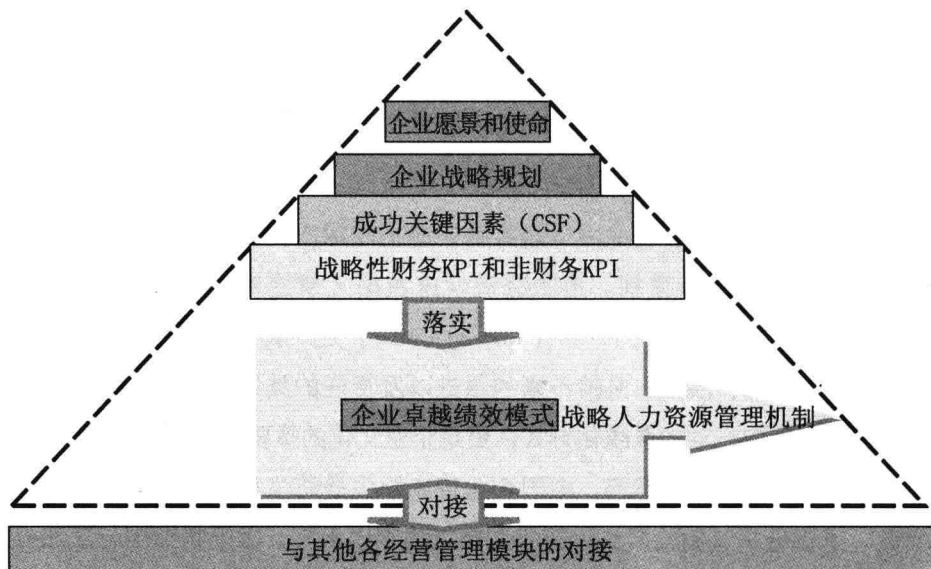 企业愿景和使命
企业战略规划
成功关键因素（CSF）
战略性财务KPI和非财务KPI
落实
企业卓越绩效模式 战略人力资源管理机制
对接
与其他各经营管理模块的对接